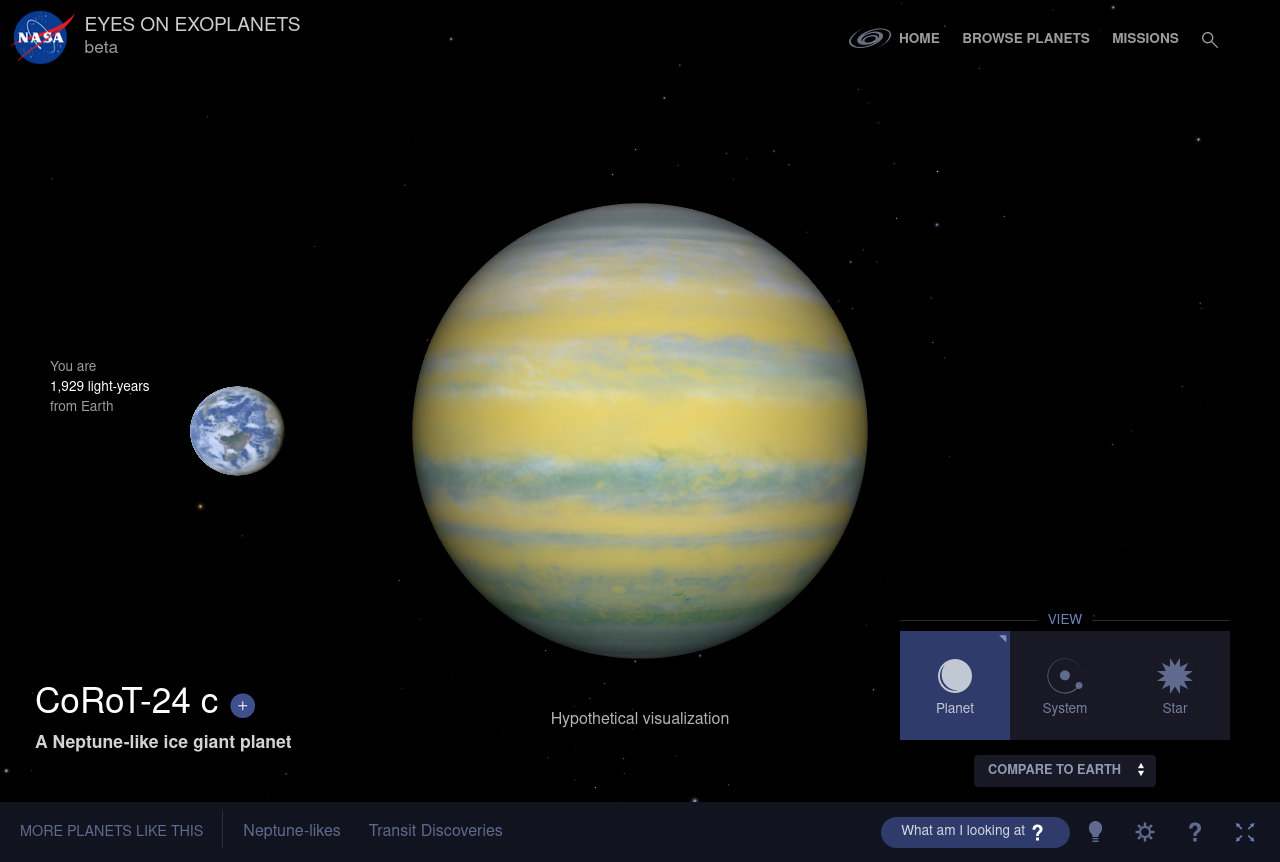 NASA
EYES ON EXOPLANETS
beta
HOME
BROWSE PLANETS
MISSIONS
You are
1,929 light-years
from Earth
VIEW
Planet
System
Star
CoRoT-24 c +
A Neptune-like ice giant planet
Hypothetical visualization
COMPARE TO EARTH
MORE PLANETS LIKE THIS
Neptune-likes
Transit Discoveries
What am I looking at ?
?